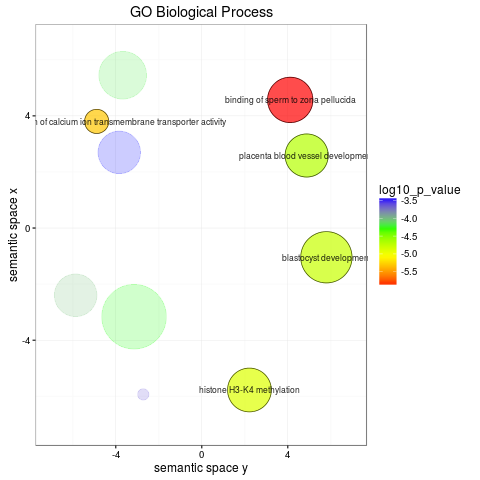 GO Biological Process
binding of sperm to zona pellucida
of calcium ion transmembrane transporter activity
placenta blood vessel developme
blastocyst developmen
histone H3-K4 methylation
semantic space x
4
0
-4
-4
0
4
semantic space y
log10_p_value
-3.5
-4.0
-4.5
-5.0
-5.5